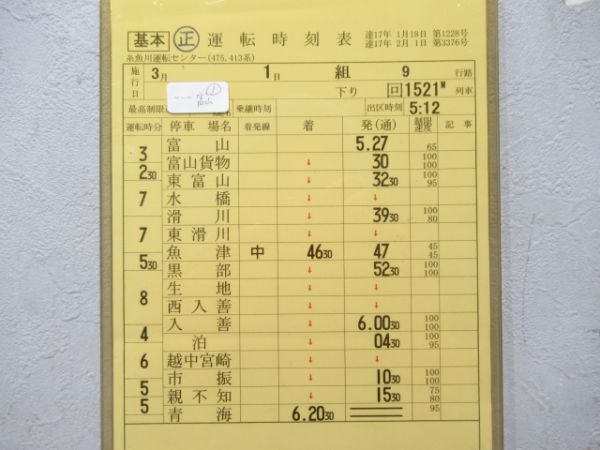 基本 正 運転時刻表 達17年 1月18日 第1228号
達17年 2月 1日 第3376号
糸魚川運転センター(475,413系)
施行日 3月 1日 組 9 行路
下り 回1521M 列車
最高制限 乗継時刻 出区時刻 5:12
運転時分 停車場名 着発線 着 発(通) 制限速度 記事
富山 5.27 65
3 富山貨物 ↓ 30 100 100
2 30 東富山 ↓ 32 30 100 95
7 水橋 ↓ ↓
滑川 ↓ 39 30 100 80
7 東滑川 ↓ ↓
魚津 中 46 30 47 45 45
5 30 黒部 ↓ 52 30 100 100
生地 ↓ ↓
8 西入善 ↓ ↓
入善 ↓ 6.00 30 100 100
4 泊 ↓ 04 30 100 95
6 越中宮崎 ↓ ↓
市振 ↓ 10 30 100 100
5 親不知 ↓ 15 30 75 80
5 青海 6.20 30 95